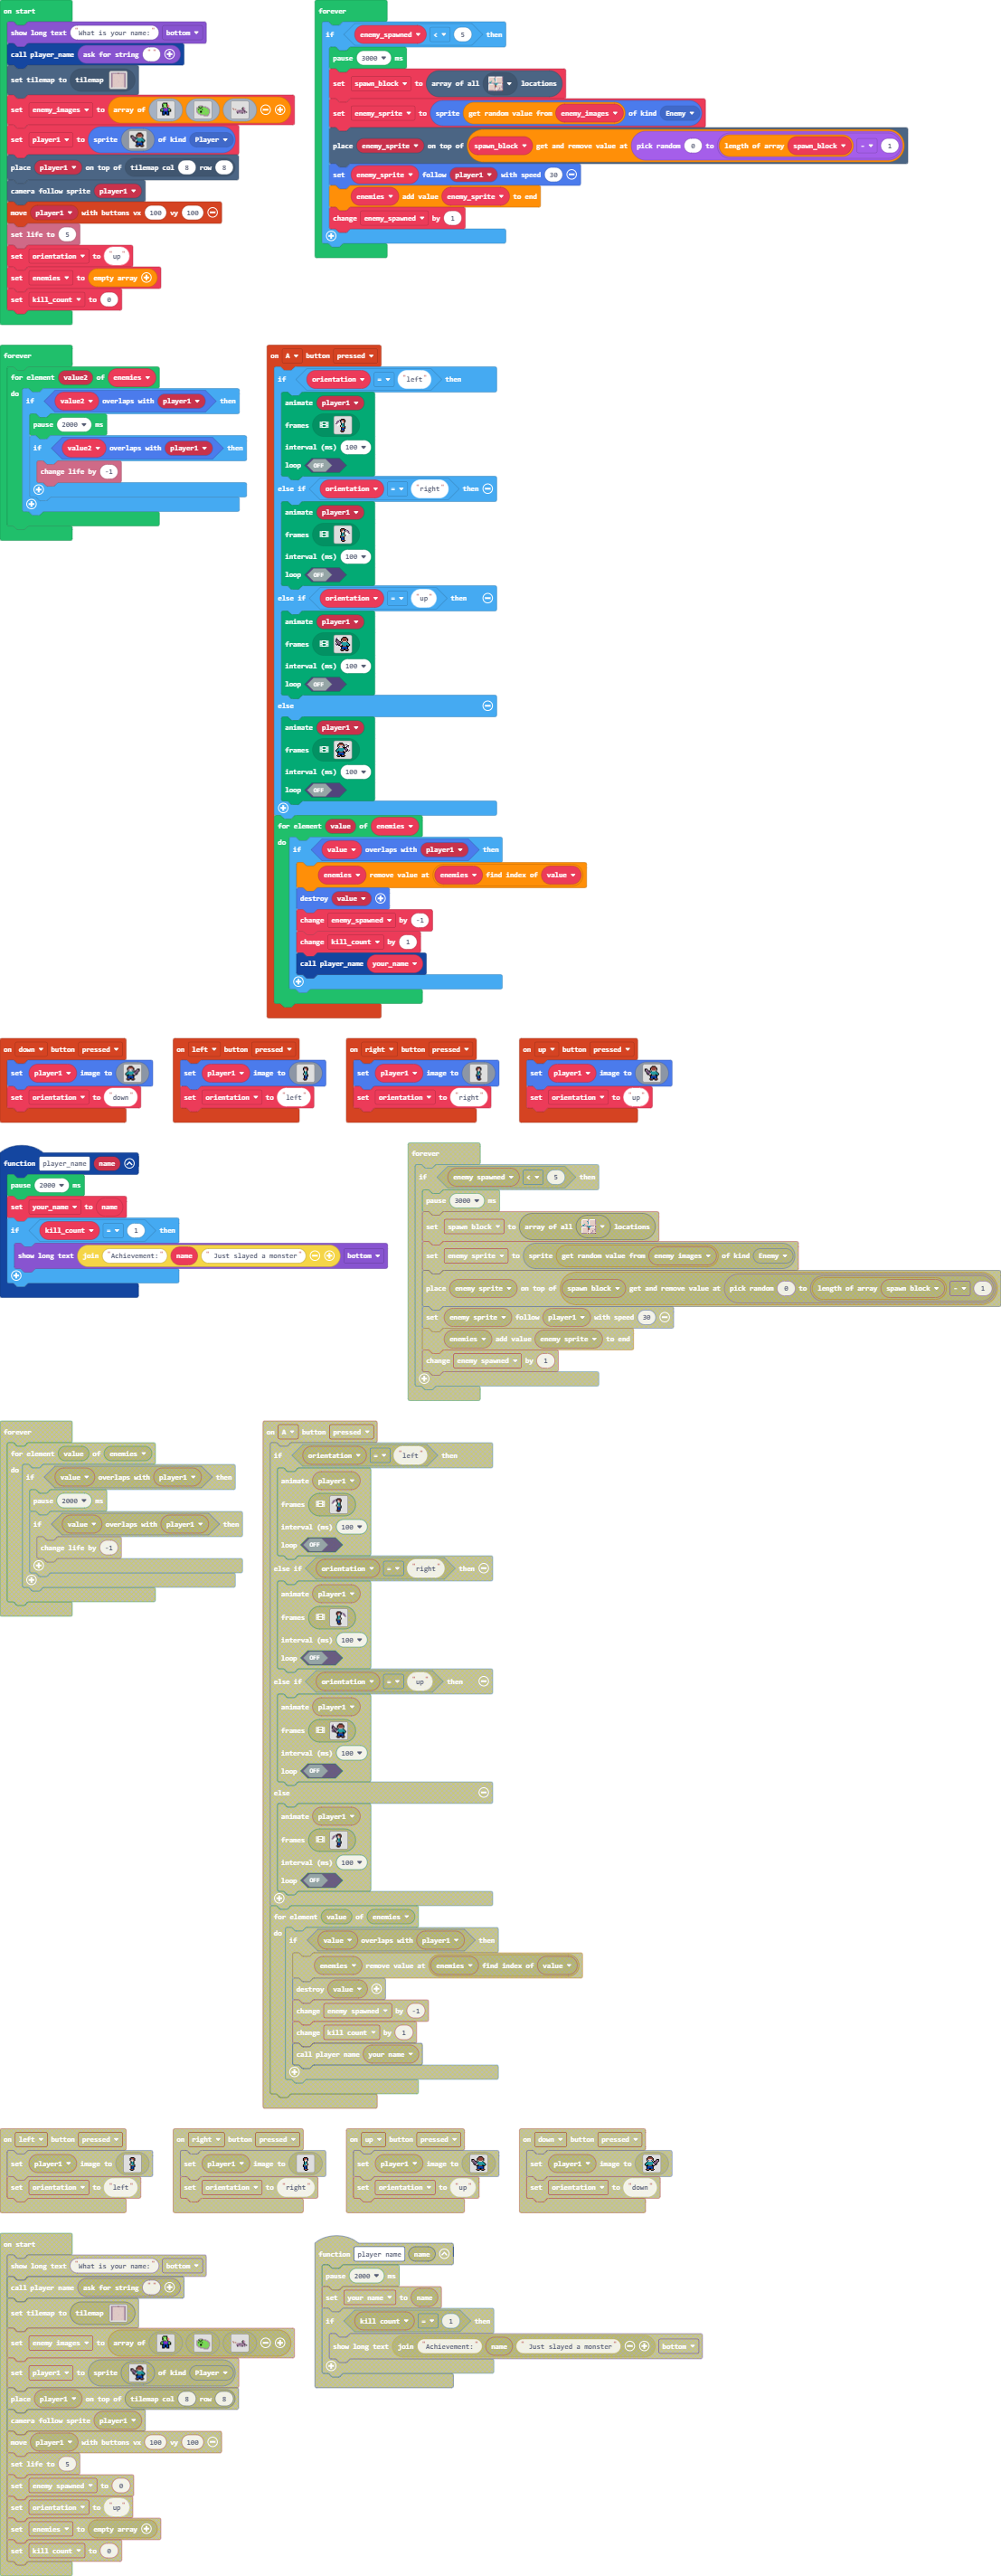 on start
show long text "What is your name:" bottom
call player_name ask for string " "
set tilemap to tilemap
set enemy_images to array of
set player1 to sprite of kind Player
place player1 on top of tilemap col 8 row 8
camera follow sprite player1
move player1 with buttons vx 100 vy 100
set life to 5
set orientation to "up"
set enemies to empty array
set kill_count to 0
forever
if enemy_spawned < 5 then
pause 3000 ms
set spawn_block to array of all locations
set enemy_sprite to sprite get random value from enemy_images of kind Enemy
place enemy_sprite on top of spawn_block get and remove value at pick random 0 to length of array spawn_block - 1
set enemy_sprite follow player1 with speed 30
enemies add value enemy_sprite to end
change enemy_spawned by 1
forever
for element value2 of enemies
do if value2 overlaps with player1 then
pause 2000 ms
if value2 overlaps with player1 then
change life by -1
on A button pressed
if orientation = "left" then
animate player1
frames
interval (ms) 100
loop OFF
else if orientation = "right" then
animate player1
frames
interval (ms) 100
loop OFF
else if orientation = "up" then
animate player1
frames
interval (ms) 100
loop OFF
else
animate player1
frames
interval (ms) 100
loop OFF
for element value of enemies
do if value overlaps with player1 then
enemies remove value at enemies find index of value
destroy value
change enemy_spawned by -1
change kill_count by 1
call player_name your_name
on down button pressed
set player1 image to
set orientation to "down"
on left button pressed
set player1 image to
set orientation to "left"
on right button pressed
set player1 image to
set orientation to "right"
on up button pressed
set player1 image to
set orientation to "up"
function player_name name
pause 2000 ms
set your_name to name
if kill_count = 1 then
show long text join "Achievement:" name " Just slayed a monster" bottom
forever
if enemy spawned < 5 then
pause 3000 ms
set spawn block to array of all locations
set enemy sprite to sprite get random value from enemy images of kind Enemy
place enemy sprite on top of spawn block get and remove value at pick random 0 to length of array spawn block - 1
set enemy sprite follow player1 with speed 30
enemies add value enemy sprite to end
change enemy spawned by 1
forever
for element value of enemies
do if value overlaps with player1 then
pause 2000 ms
if value overlaps with player1 then
change life by -1
on A button pressed
if orientation = "left" then
animate player1
frames
interval (ms) 100
loop OFF
else if orientation = "right" then
animate player1
frames
interval (ms) 100
loop OFF
else if orientation = "up" then
animate player1
frames
interval (ms) 100
loop OFF
else
animate player1
frames
interval (ms) 100
loop OFF
for element value of enemies
do if value overlaps with player1 then
enemies remove value at enemies find index of value
destroy value
change enemy spawned by -1
change kill count by 1
call player name your name
on left button pressed
set player1 image to
set orientation to "left"
on right button pressed
set player1 image to
set orientation to "right"
on up button pressed
set player1 image to
set orientation to "up"
on down button pressed
set player1 image to
set orientation to "down"
on start
show long text "What is your name:" bottom
call player name ask for string " "
set tilemap to tilemap
set enemy images to array of
set player1 to sprite of kind Player
place player1 on top of tilemap col 8 row 8
camera follow sprite player1
move player1 with buttons vx 100 vy 100
set life to 5
set enemy spawned to 0
set orientation to "up"
set enemies to empty array
set kill count to 0
function player name name
pause 2000 ms
set your name to name
if kill count = 1 then
show long text join "Achievement:" name " Just slayed a monster" bottom